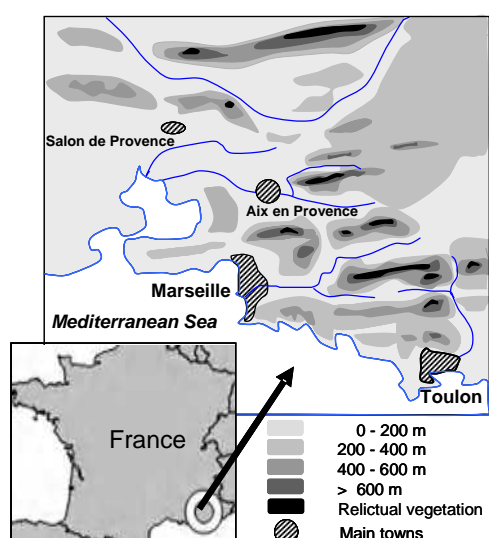 Salon de Provence
Aix en Provence
Marseille
Mediterranean Sea
Toulon
France
0 - 200 m
200 - 400 m
400 - 600 m
> 600 m
Relictual vegetation
Main towns